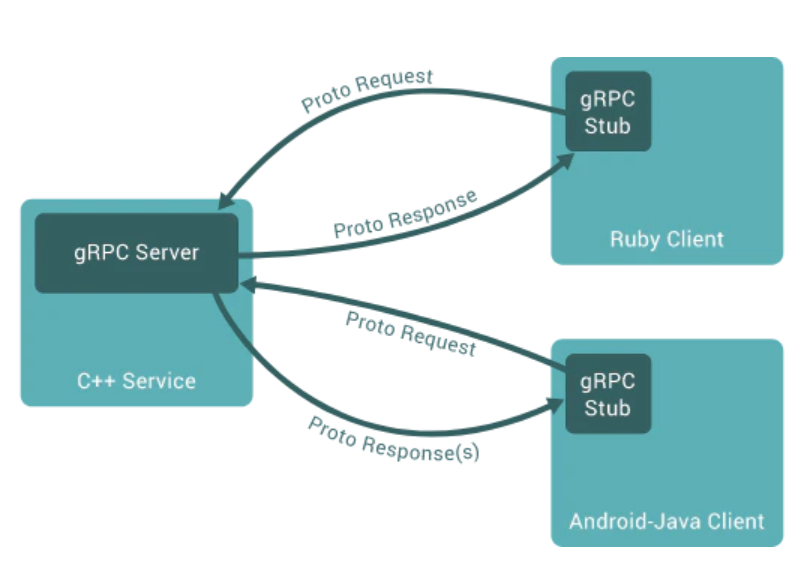 Proto Request
gRPC
Stub
Proto Response
Ruby Client
gRPC Server
C++ Service
Proto Request
gRPC
Stub
Proto Response(s)
Android-Java Client